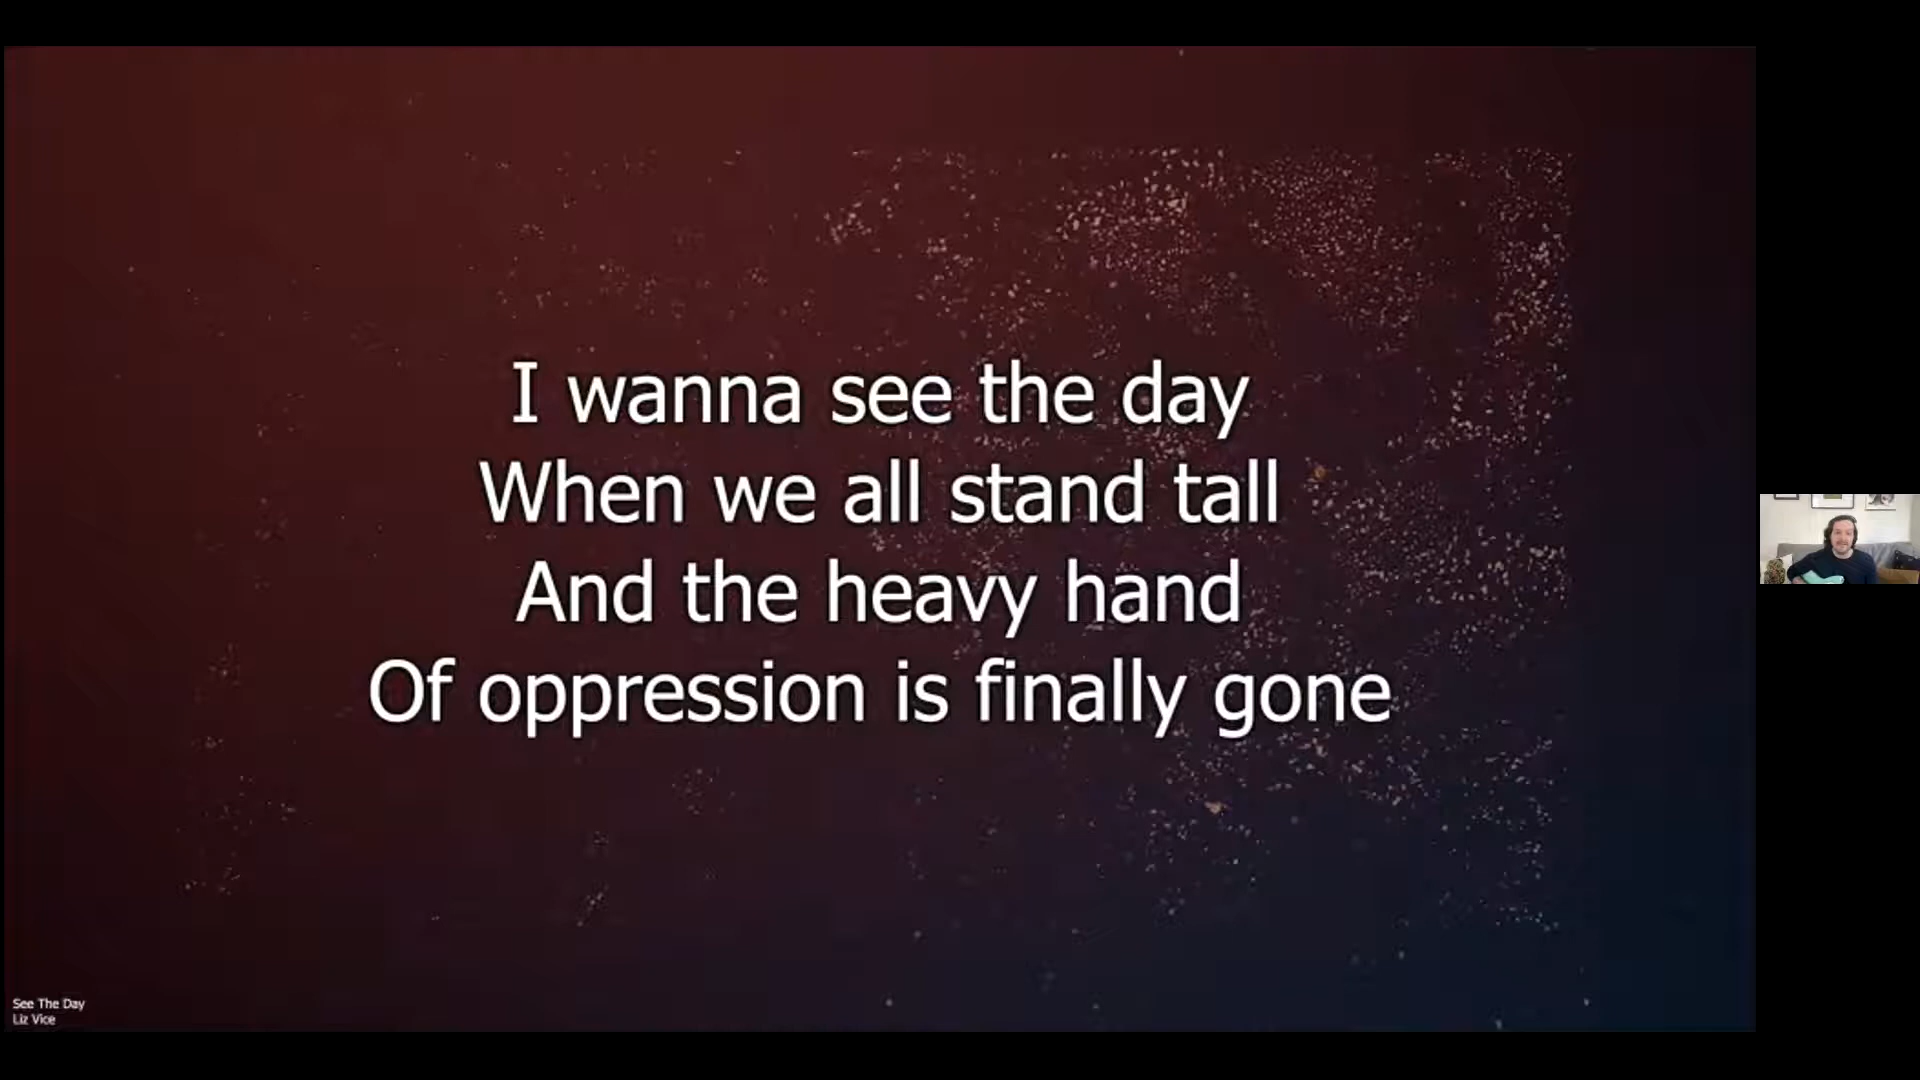 I wanna see the day
When we all stand tall
And the heavy hand
Of oppression is finally gone
See The Day
Liz Vice